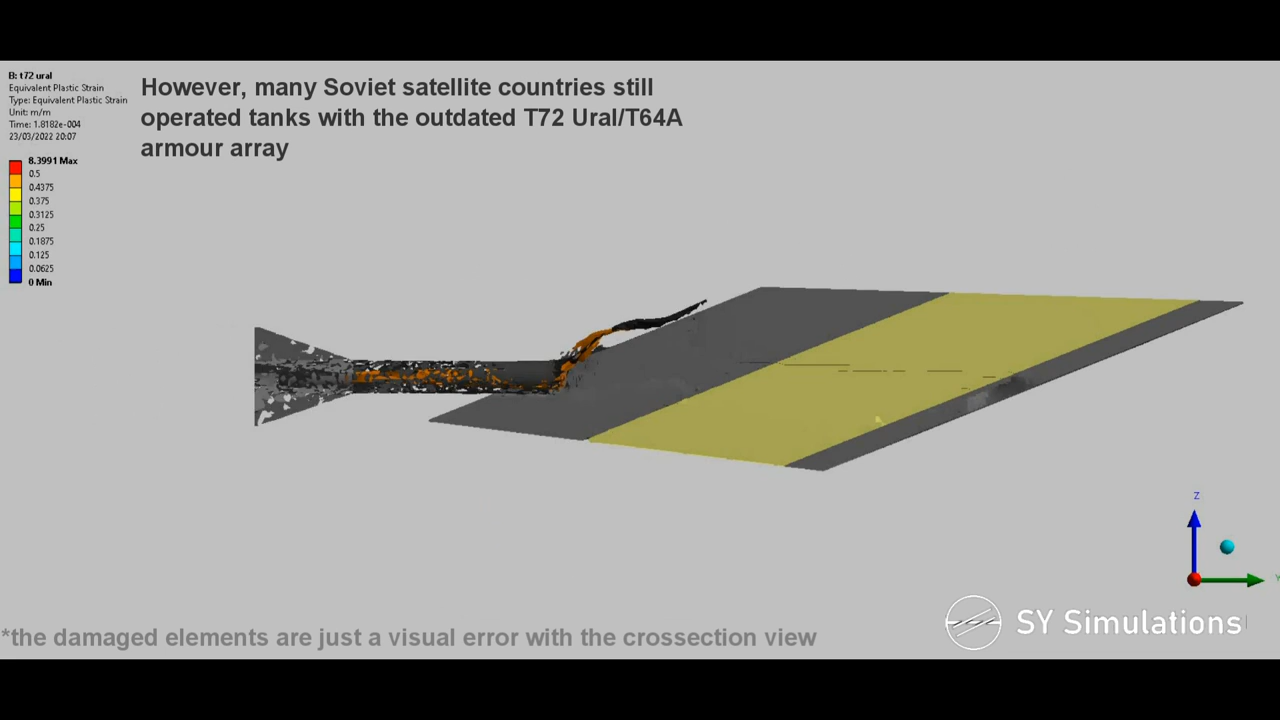 B: t72 ural
Equivalent Plastic Strain
Type: Equivalent Plastic Strain
Unit: m/m
Time: 1.8182e-004
23/03/2022 20:07
8.3991 Max
0.5
0.4375
0.375
0.3125
0.25
0.1875
0.125
0.0625
0 Min
However, many Soviet satellite countries still
operated tanks with the outdated T72 Ural/T64A
armour array
Z
Y
SY Simulations
*the damaged elements are just a visual error with the crossection view